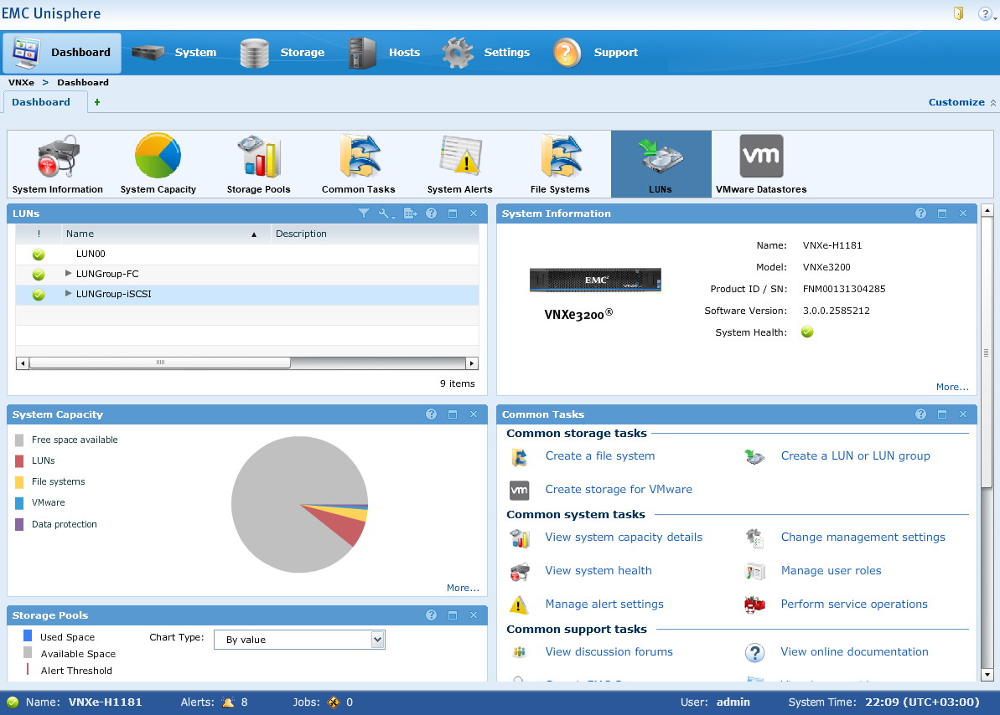 EMC Unisphere
Dashboard System Storage Hosts Settings Support
VNXe > Dashboard
Dashboard +
Customize
System Information System Capacity Storage Pools Common Tasks System Alerts File Systems LUNs VMware Datastores
vm
LUNs
! Name Description
LUN00
LUNGroup-FC
LUNGroup-iSCSI
9 items
System Information
EMC²
VNXe3200®
Name: VNXe-H1181
Model: VNXe3200
Product ID / SN: FNM00131304285
Software Version: 3.0.0.2585212
System Health:
More...
System Capacity
Free space available
LUNs
File systems
VMware
Data protection
More...
Common Tasks
Common storage tasks
Create a file system Create a LUN or LUN group
vm Create storage for VMware
Common system tasks
View system capacity details Change management settings
View system health Manage user roles
Manage alert settings Perform service operations
Common support tasks
View discussion forums View online documentation
Storage Pools
Used Space Chart Type: By value
Available Space
Alert Threshold
Name: VNXe-H1181 Alerts: 8 Jobs: 0 User: admin System Time: 22:09 (UTC+03:00)